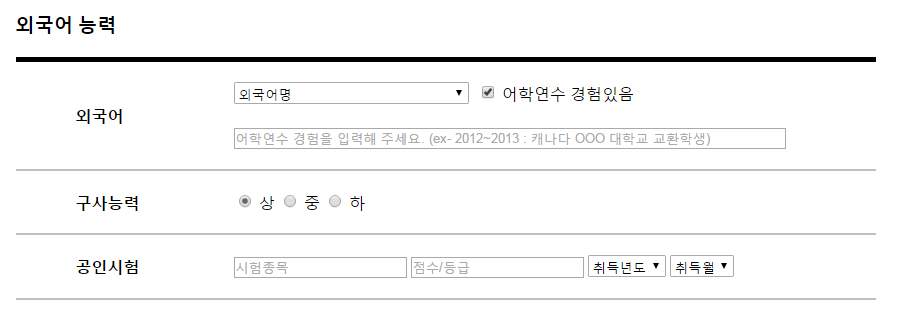 외국어 능력
외국어명 어학연수 경험있음
외국어
어학연수 경험을 입력해 주세요. (ex- 2012~2013 : 캐나다 OOO 대학교 교환학생)
구사능력 상 중 하
공인시험 시험종목 점수/등급 취득년도 취득월